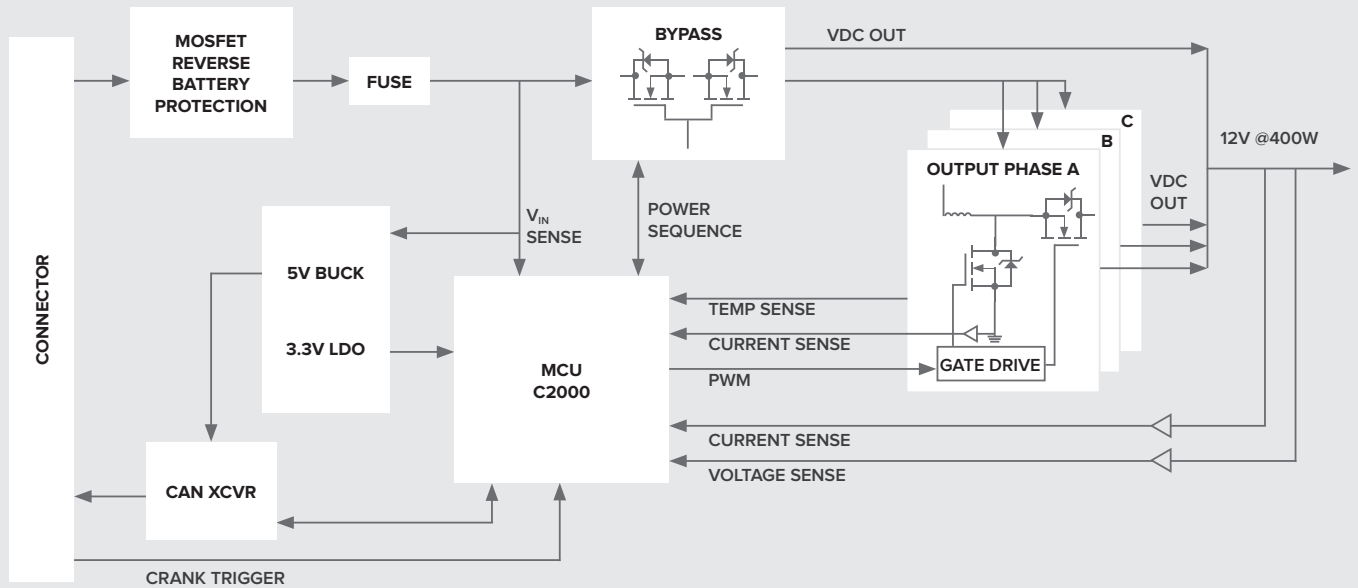 CONNECTOR
MOSFET
REVERSE
BATTERY
PROTECTION
FUSE
BYPASS
VDC OUT
C
B
OUTPUT PHASE A
12V @400W
VDC
OUT
VIN
SENSE
POWER
SEQUENCE
5V BUCK
3.3V LDO
MCU
C2000
TEMP SENSE
CURRENT SENSE
PWM
GATE DRIVE
CURRENT SENSE
VOLTAGE SENSE
CAN XCVR
CRANK TRIGGER